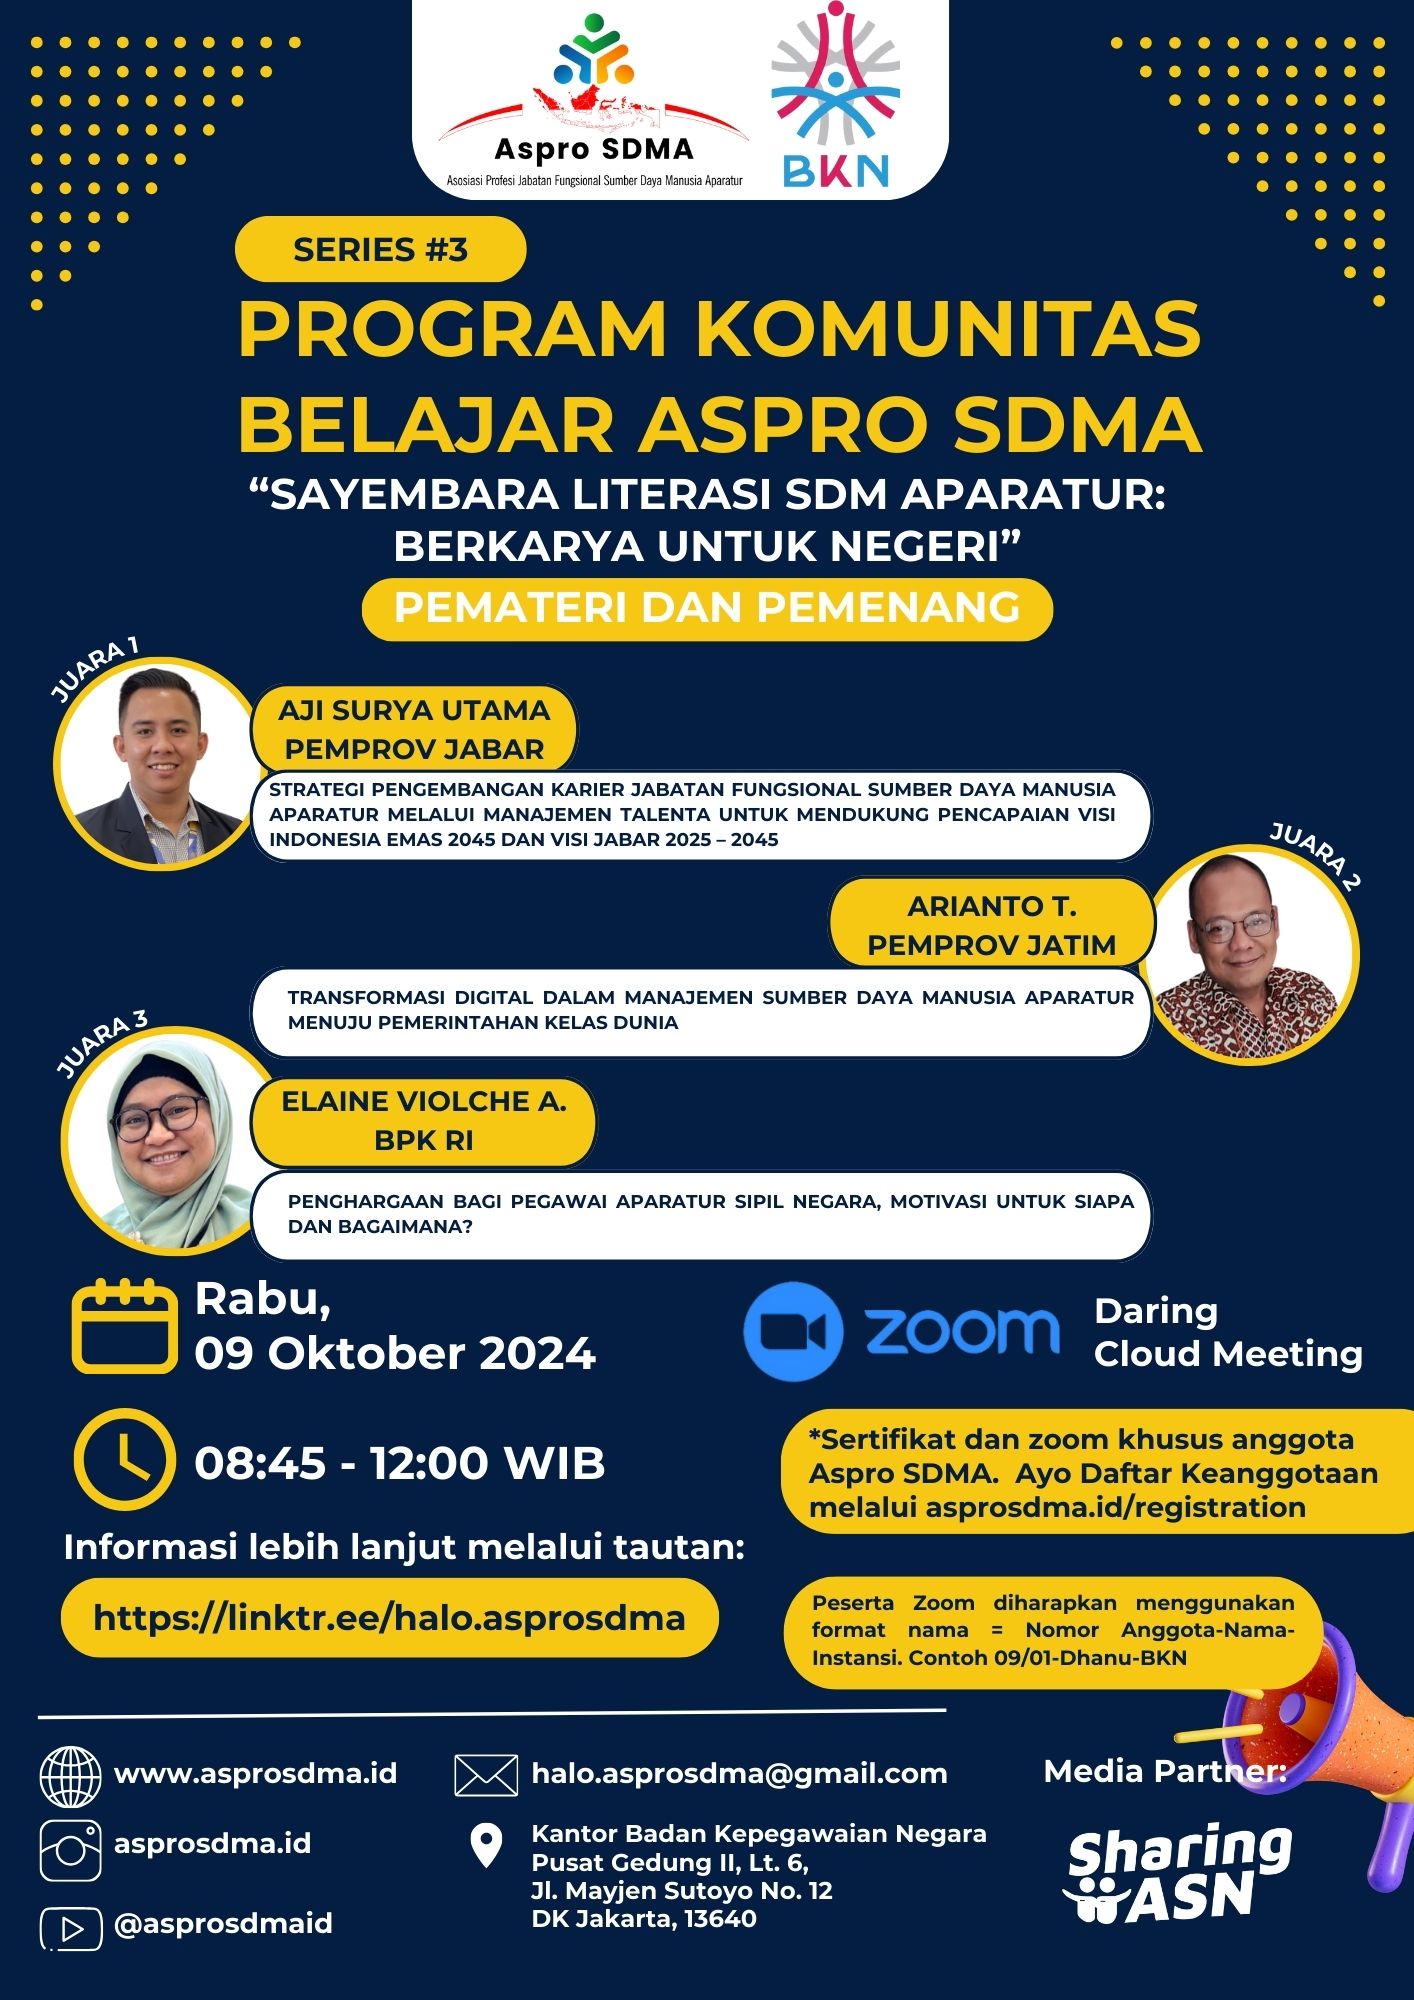 Aspro SDMA
Asosiasi Profesi Jabatan Fungsional Sumber Daya Manusia Aparatur
BKN
SERIES #3
PROGRAM KOMUNITAS
BELAJAR ASPRO SDMA
“SAYEMBARA LITERASI SDM APARATUR:
BERKARYA UNTUK NEGERI”
PEMATERI DAN PEMENANG
JUARA 1
AJI SURYA UTAMA
PEMPROV JABAR
STRATEGI PENGEMBANGAN KARIER JABATAN FUNGSIONAL SUMBER DAYA MANUSIA
APARATUR MELALUI MANAJEMEN TALENTA UNTUK MENDUKUNG PENCAPAIAN VISI
INDONESIA EMAS 2045 DAN VISI JABAR 2025 – 2045
JUARA 2
ARIANTO T.
PEMPROV JATIM
TRANSFORMASI DIGITAL DALAM MANAJEMEN SUMBER DAYA MANUSIA APARATUR
MENUJU PEMERINTAHAN KELAS DUNIA
JUARA 3
ELAINE VIOLCHE A.
BPK RI
PENGHARGAAN BAGI PEGAWAI APARATUR SIPIL NEGARA, MOTIVASI UNTUK SIAPA
DAN BAGAIMANA?
Rabu,
09 Oktober 2024
zoom
Daring
Cloud Meeting
08:45 - 12:00 WIB
*Sertifikat dan zoom khusus anggota
Aspro SDMA. Ayo Daftar Keanggotaan
melalui asprosdma.id/registration
Informasi lebih lanjut melalui tautan:
https://linktr.ee/halo.asprosdma
Peserta Zoom diharapkan menggunakan
format nama = Nomor Anggota-Nama-
Instansi. Contoh 09/01-Dhanu-BKN
www.asprosdma.id
asprosdma.id
@asprosdmaid
halo.asprosdma@gmail.com
Kantor Badan Kepegawaian Negara
Pusat Gedung II, Lt. 6,
Jl. Mayjen Sutoyo No. 12
DK Jakarta, 13640
Media Partner:
Sharing
ASN